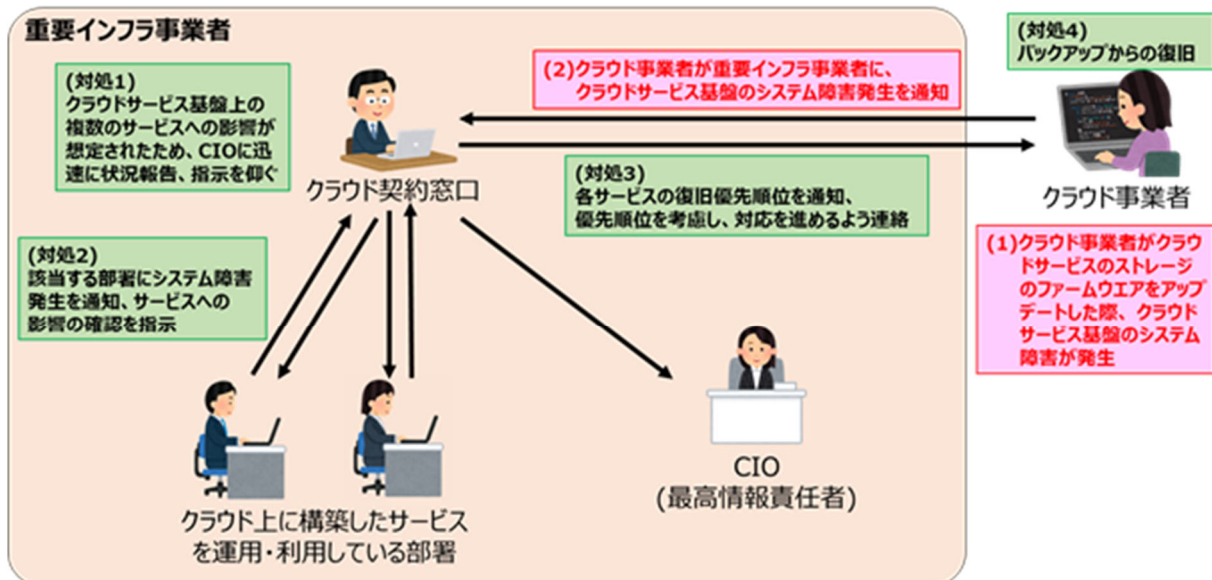 重要インフラ事業者
(対処1)
クラウドサービス基盤上の
複数のサービスへの影響が
想定されたため、CIOに迅
速に状況報告、指示を仰ぐ
クラウド契約窓口
(2)クラウド事業者が重要インフラ事業者に、
クラウドサービス基盤のシステム障害発生を通知
(対処4)
バックアップからの復旧
クラウド事業者
(対処3)
各サービスの復旧優先順位を通知、
優先順位を考慮し、対応を進めるよう連絡
(1)クラウド事業者がクラウ
ドサービスのストレージ
のファームウエアをアップ
デートした際、クラウド
サービス基盤のシステム
障害が発生
(対処2)
該当する部署にシステム障害
発生を通知、サービスへの
影響の確認を指示
クラウド上に構築したサービス
を運用・利用している部署
CIO
(最高情報責任者)